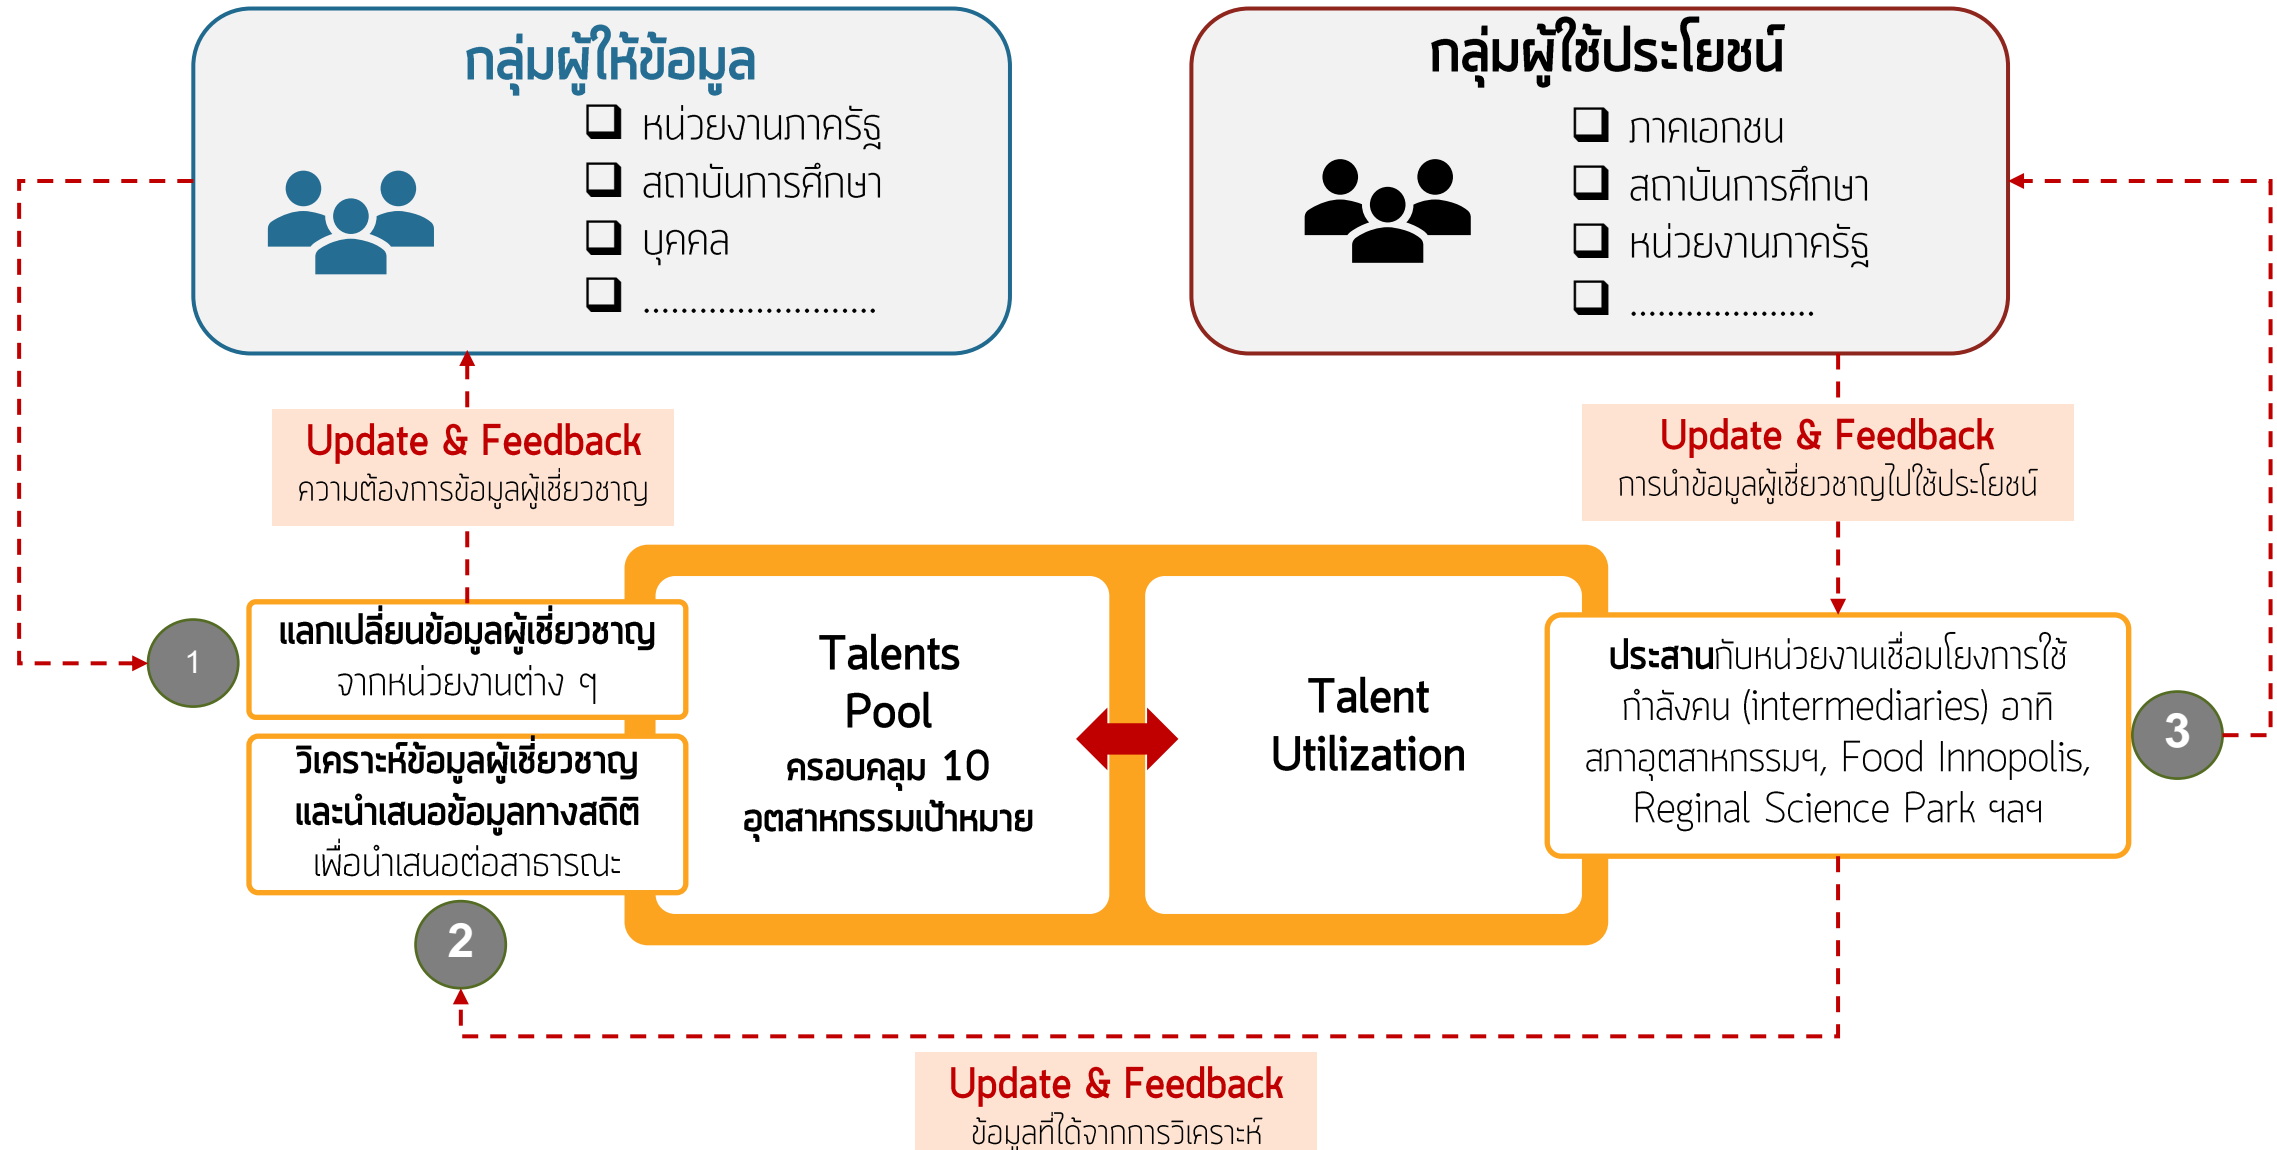 กลุ่มผู้ให้ข้อมูล
หน่วยงานภาครัฐ
สถาบันการศึกษา
บุคคล
.........................
กลุ่มผู้ใช้ประโยชน์
ภาคเอกชน
สถาบันการศึกษา
หน่วยงานภาครัฐ
....................
Update & Feedback
ความต้องการข้อมูลผู้เชี่ยวชาญ
Update & Feedback
การนำข้อมูลผู้เชี่ยวชาญไปใช้ประโยชน์
1
แลกเปลี่ยนข้อมูลผู้เชี่ยวชาญ
จากหน่วยงานต่าง ๆ
วิเคราะห์ข้อมูลผู้เชี่ยวชาญ
และนำเสนอข้อมูลทางสถิติ
เพื่อนำเสนอต่อสาธารณะ
2
Talents
Pool
ครอบคลุม 10
อุตสาหกรรมเป้าหมาย
Talent
Utilization
ประสานกับหน่วยงานเชื่อมโยงการใช้
กำลังคน (intermediaries) อาทิ
สภาอุตสาหกรรมฯ, Food Innopolis,
Reginal Science Park ฯลฯ
3
Update & Feedback
ข้อมูลที่ได้จากการวิเคราะห์